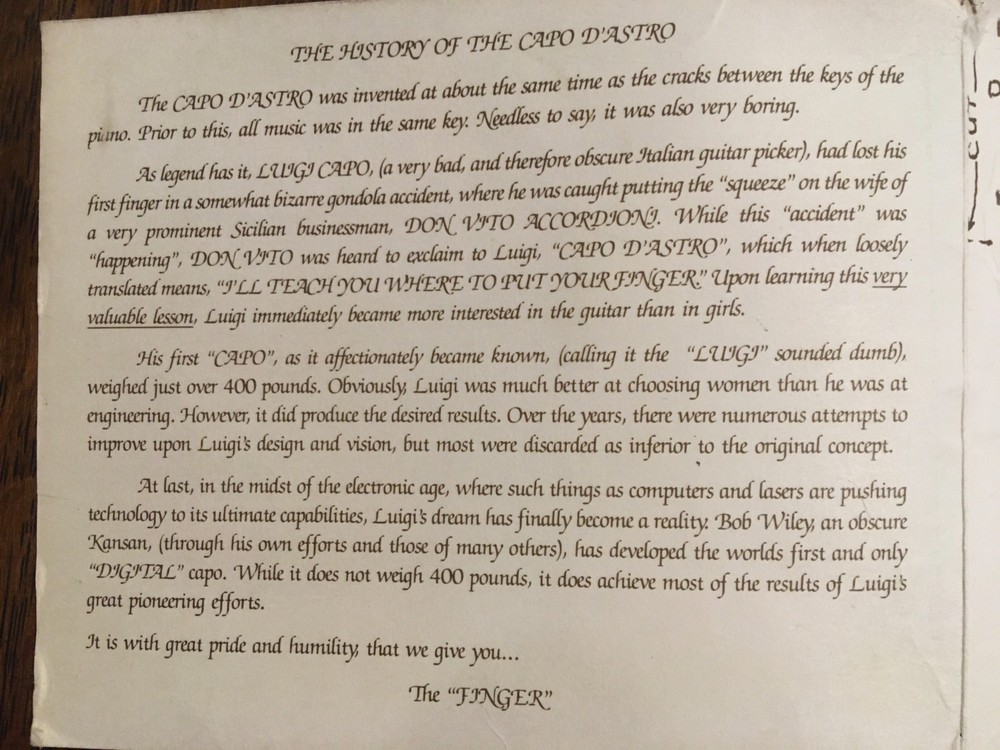 THE HISTORY OF THE CAPO D'ASTRO
The CAPO D'ASTRO was invented at about the same time as the cracks between the keys of the
piano. Prior to this, all music was in the same key. Needless to say, it was also very boring.
As legend has it, LUIGI CAPO, (a very bad, and therefore obscure Italian guitar picker), had lost his
first finger in a somewhat bizarre gondola accident, where he was caught putting the "squeeze" on the wife of
a very prominent Sicilian businessman, DON VITO ACCORDIONI. While this "accident" was
"happening", DON VITO was heard to exclaim to Luigi, "CAPO D'ASTRO", which when loosely
translated means, "I'LL TEACH YOU WHERE TO PUT YOUR FINGER." Upon learning this very
valuable lesson, Luigi immediately became more interested in the guitar than in girls.
His first "CAPO", as it affectionately became known, (calling it the "LUIGI" sounded dumb),
weighed just over 400 pounds. Obviously, Luigi was much better at choosing women than he was at
engineering. However, it did produce the desired results. Over the years, there were numerous attempts to
improve upon Luigi's design and vision, but most were discarded as inferior to the original concept.
At last, in the midst of the electronic age, where such things as computers and lasers are pushing
technology to its ultimate capabilities, Luigi's dream has finally become a reality. Bob Wiley, an obscure
Kansan, (through his own efforts and those of many others), has developed the worlds first and only
"DIGITAL" capo. While it does not weigh 400 pounds, it does achieve most of the results of Luigi's
great pioneering efforts.
It is with great pride and humility, that we give you...
The "FINGER"
CUT